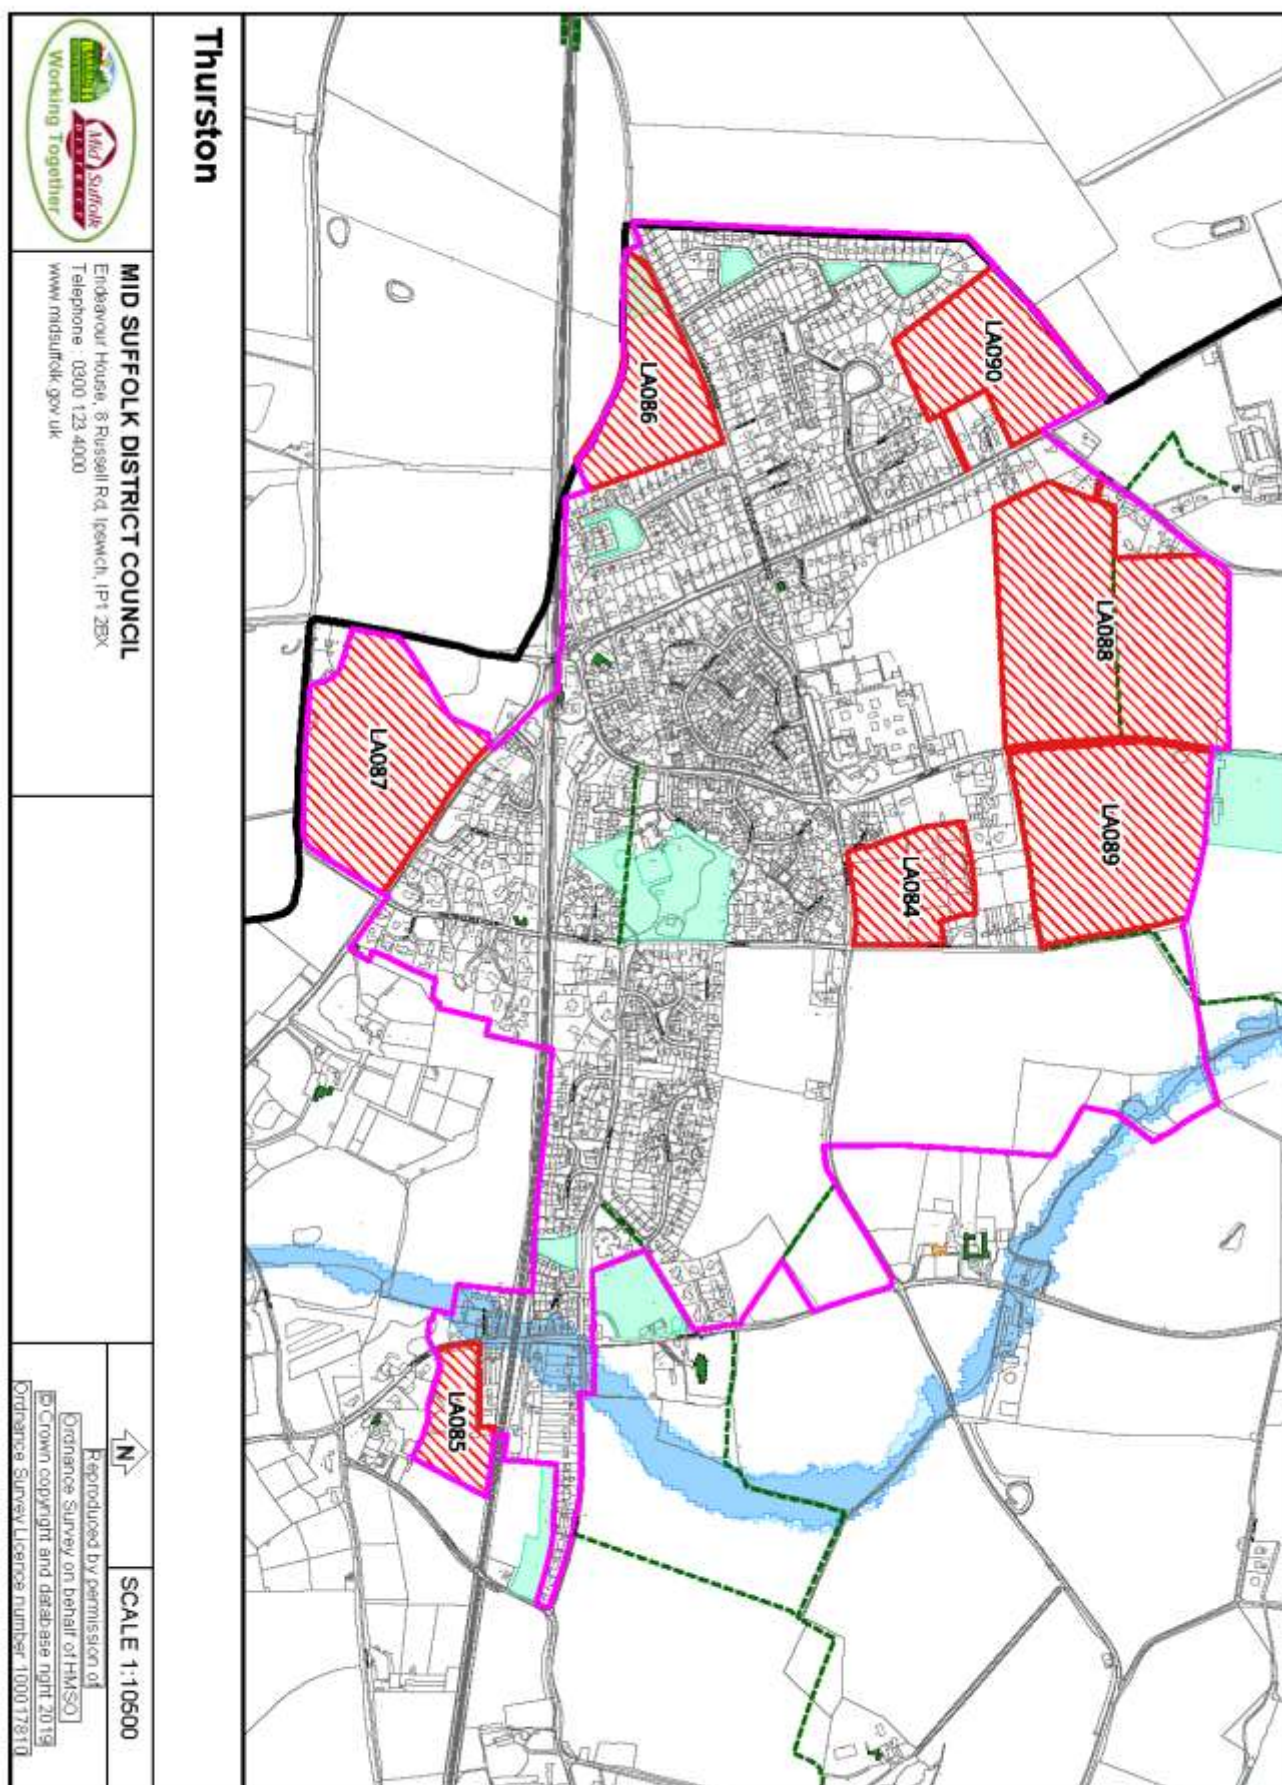 Thurston
LA090
LA086
LA088
LA089
LA084
LA087
LA085
Mid Suffolk
DISTRICT
Working Together
MID SUFFOLK DISTRICT COUNCIL
Endeavour House, 8 Russell Rd, Ipswich, IP1 2BX
Telephone : 0300 123 4000
www.midsuffolk.gov.uk
N
SCALE 1:10500
Reproduced by permission of
Ordnance Survey on behalf of HMSO
© Crown copyright and database right 2019
Ordnance Survey Licence number 100017810